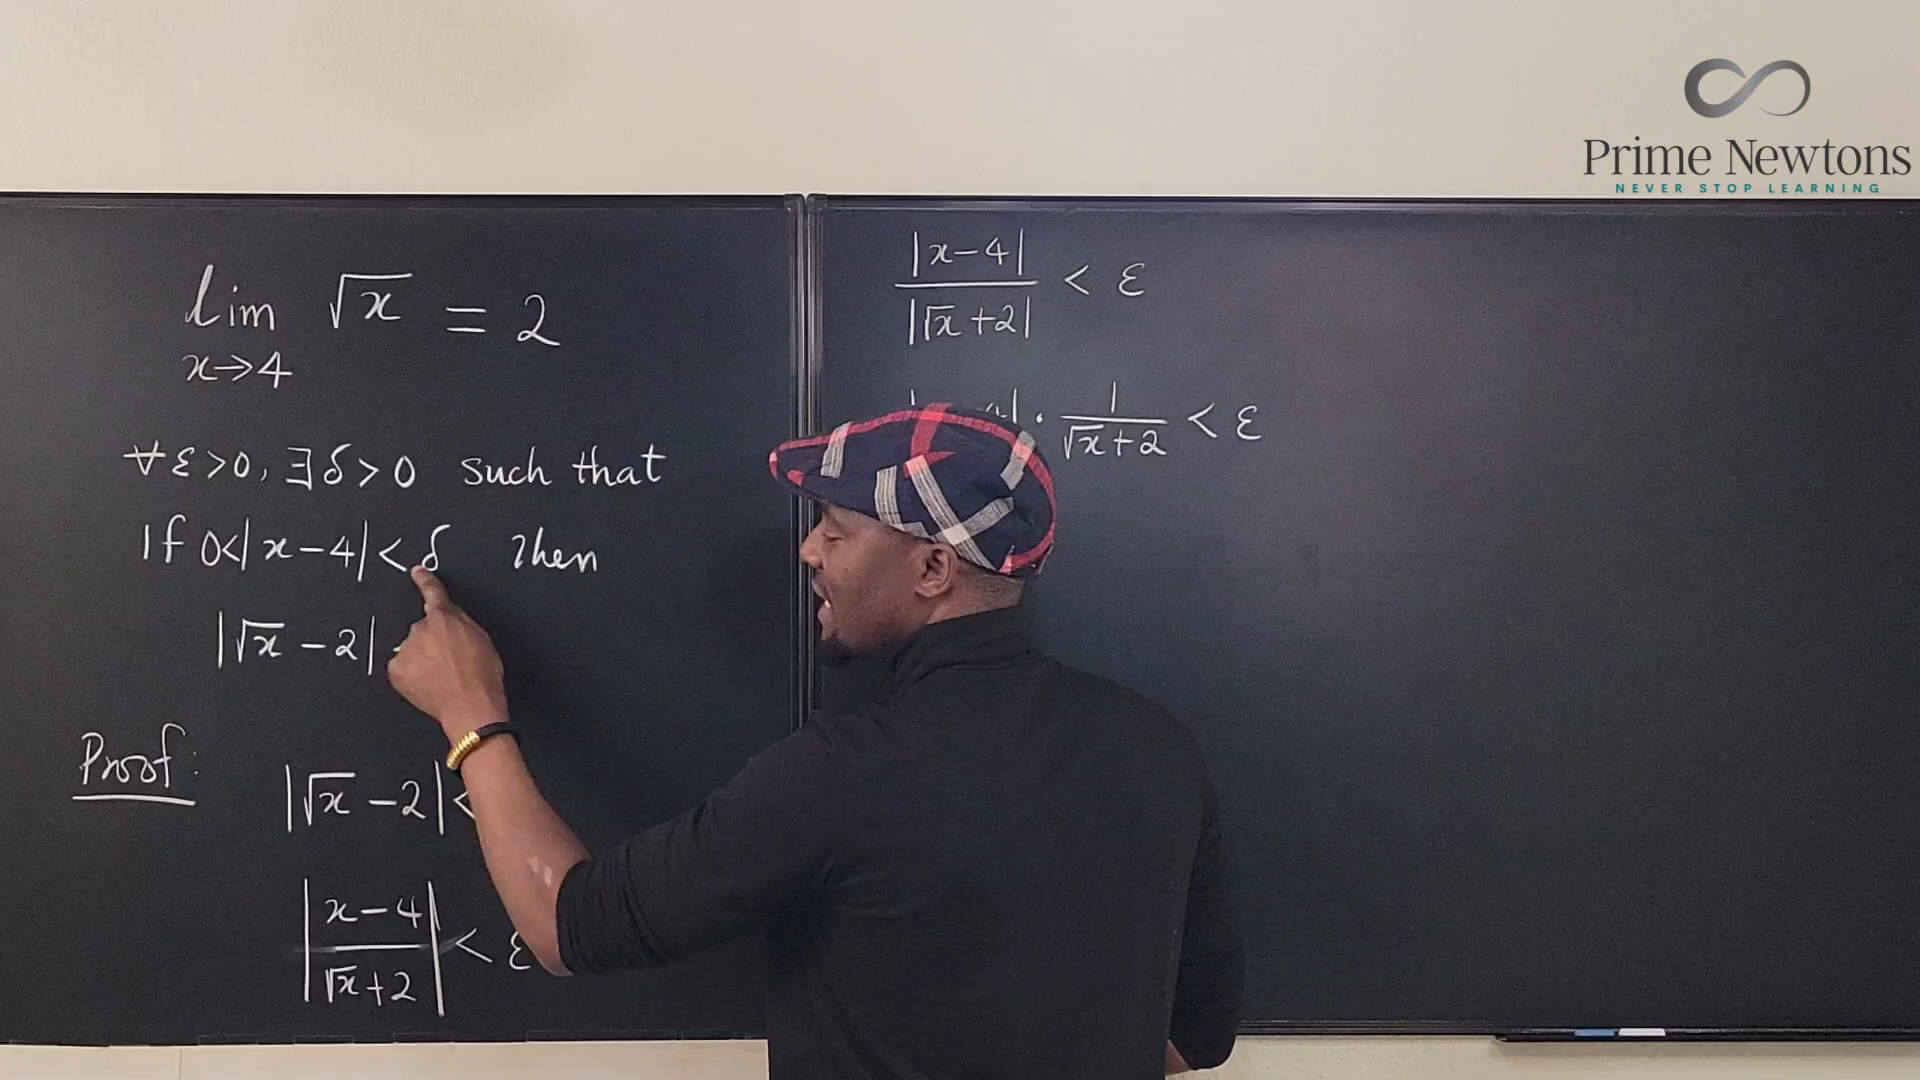 lim √x = 2
x→4
∀ε>0, ∃δ>0 such that
If 0<|x-4|<δ then
|√x - 2|
Proof:
|√x - 2| <
|x-4 / √x+2| < ε
|x-4| / |√x+2| < ε
4| · 1 / √x+2 < ε
Prime Newtons
NEVER STOP LEARNING